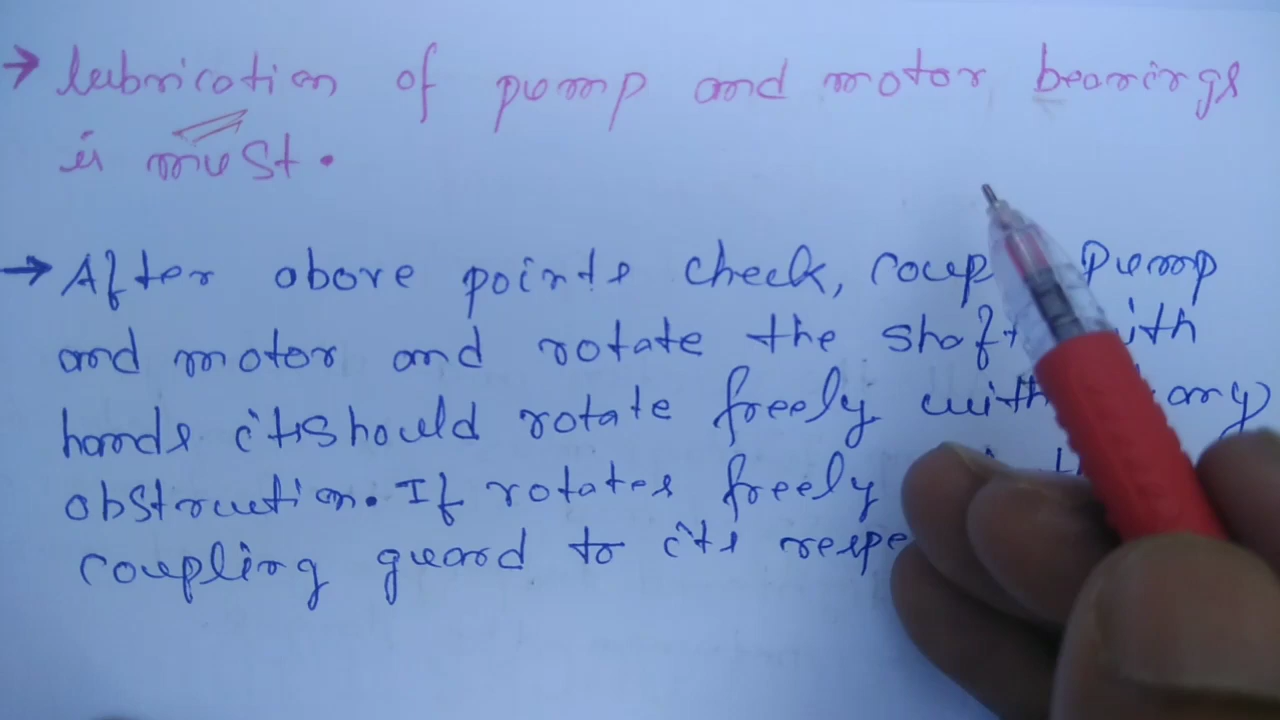 → lubrication of pump and motor bearings
is must.
→ After above points check, coup Pump
and motor and rotate the shaft with
hands it should rotate freely with any
obstruction. If rotates freely
coupling guard to its respe